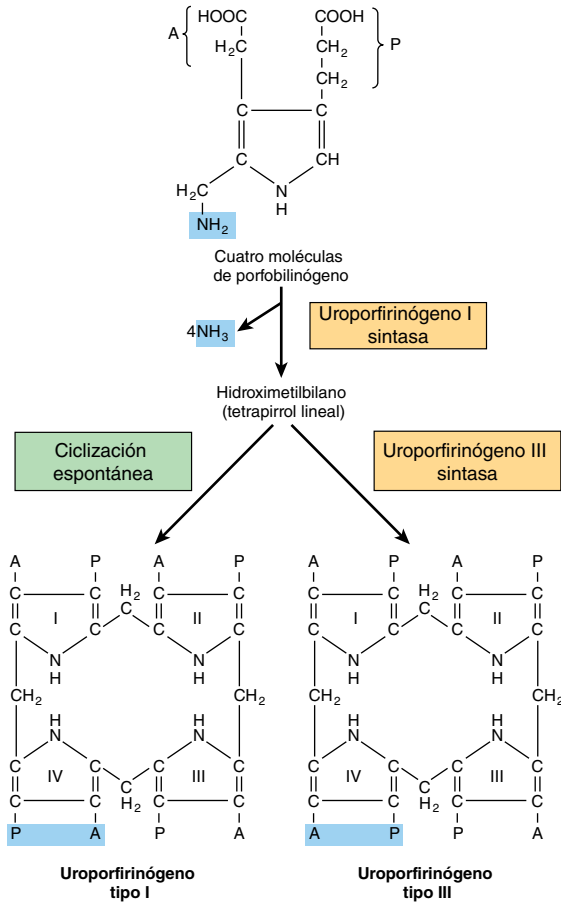 HOOC COOH
A H2C CH2 P
CH2
C C
C CH
H2C N
H
NH2
Cuatro moléculas
de porfobilinógeno
4NH3
Uroporfirinógeno I
sintasa
Hidroximetilbilano
(tetrapirrol lineal)
Ciclización
espontánea
Uroporfirinógeno III
sintasa
A P A P
C C H2 C C
I C II
C C C C
N N
H H
CH2 CH2
H H
N N
C C C C
IV C III
C C H2 C C
P A P A
Uroporfirinógeno
tipo I
A P A P
C C H2 C C
I C II
C C C C
N N
H H
CH2 CH2
H H
N N
C C C C
IV C III
C C H2 C C
A P P A
Uroporfirinógeno
tipo III